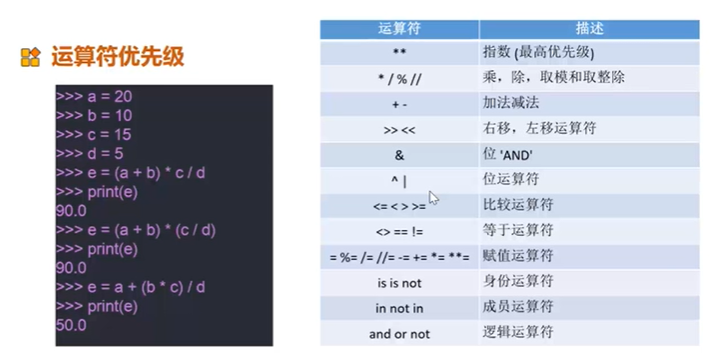 运算符优先级
>>> a = 20
>>> b = 10
>>> c = 15
>>> d = 5
>>> e = (a + b) * c / d
>>> print(e)
90.0
>>> e = (a + b) * (c / d)
>>> print(e)
90.0
>>> e = a + (b * c) / d
>>> print(e)
50.0
运算符 描述
** 指数 (最高优先级)
* / % // 乘，除，取模和取整除
+ - 加法减法
>> << 右移，左移运算符
& 位 'AND'
^ | 位运算符
<= < > >= 比较运算符
<> == != 等于运算符
= %= /= //= -= += *= **= 赋值运算符
is is not 身份运算符
in not in 成员运算符
and or not 逻辑运算符